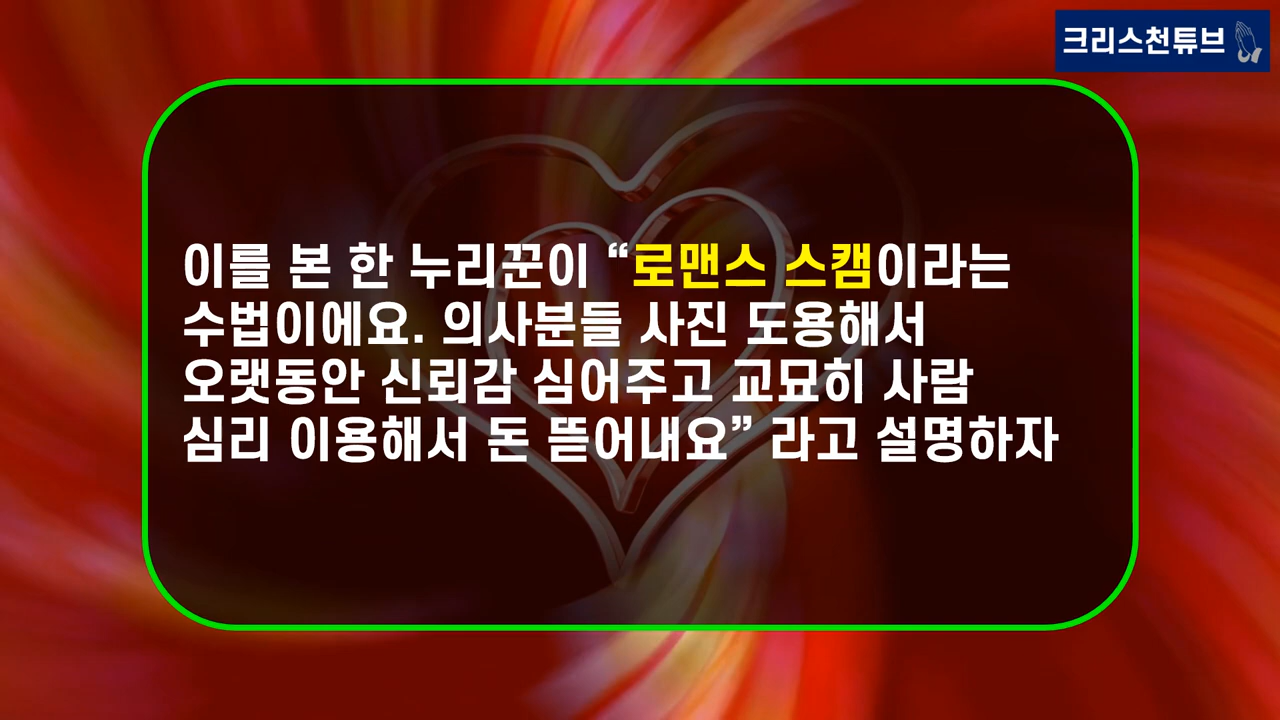 크리스천튜브
이를 본 한 누리꾼이 “로맨스 스캠이라는
수법이에요. 의사분들 사진 도용해서
오랫동안 신뢰감 심어주고 교묘히 사람
심리 이용해서 돈 뜯어내요” 라고 설명하자